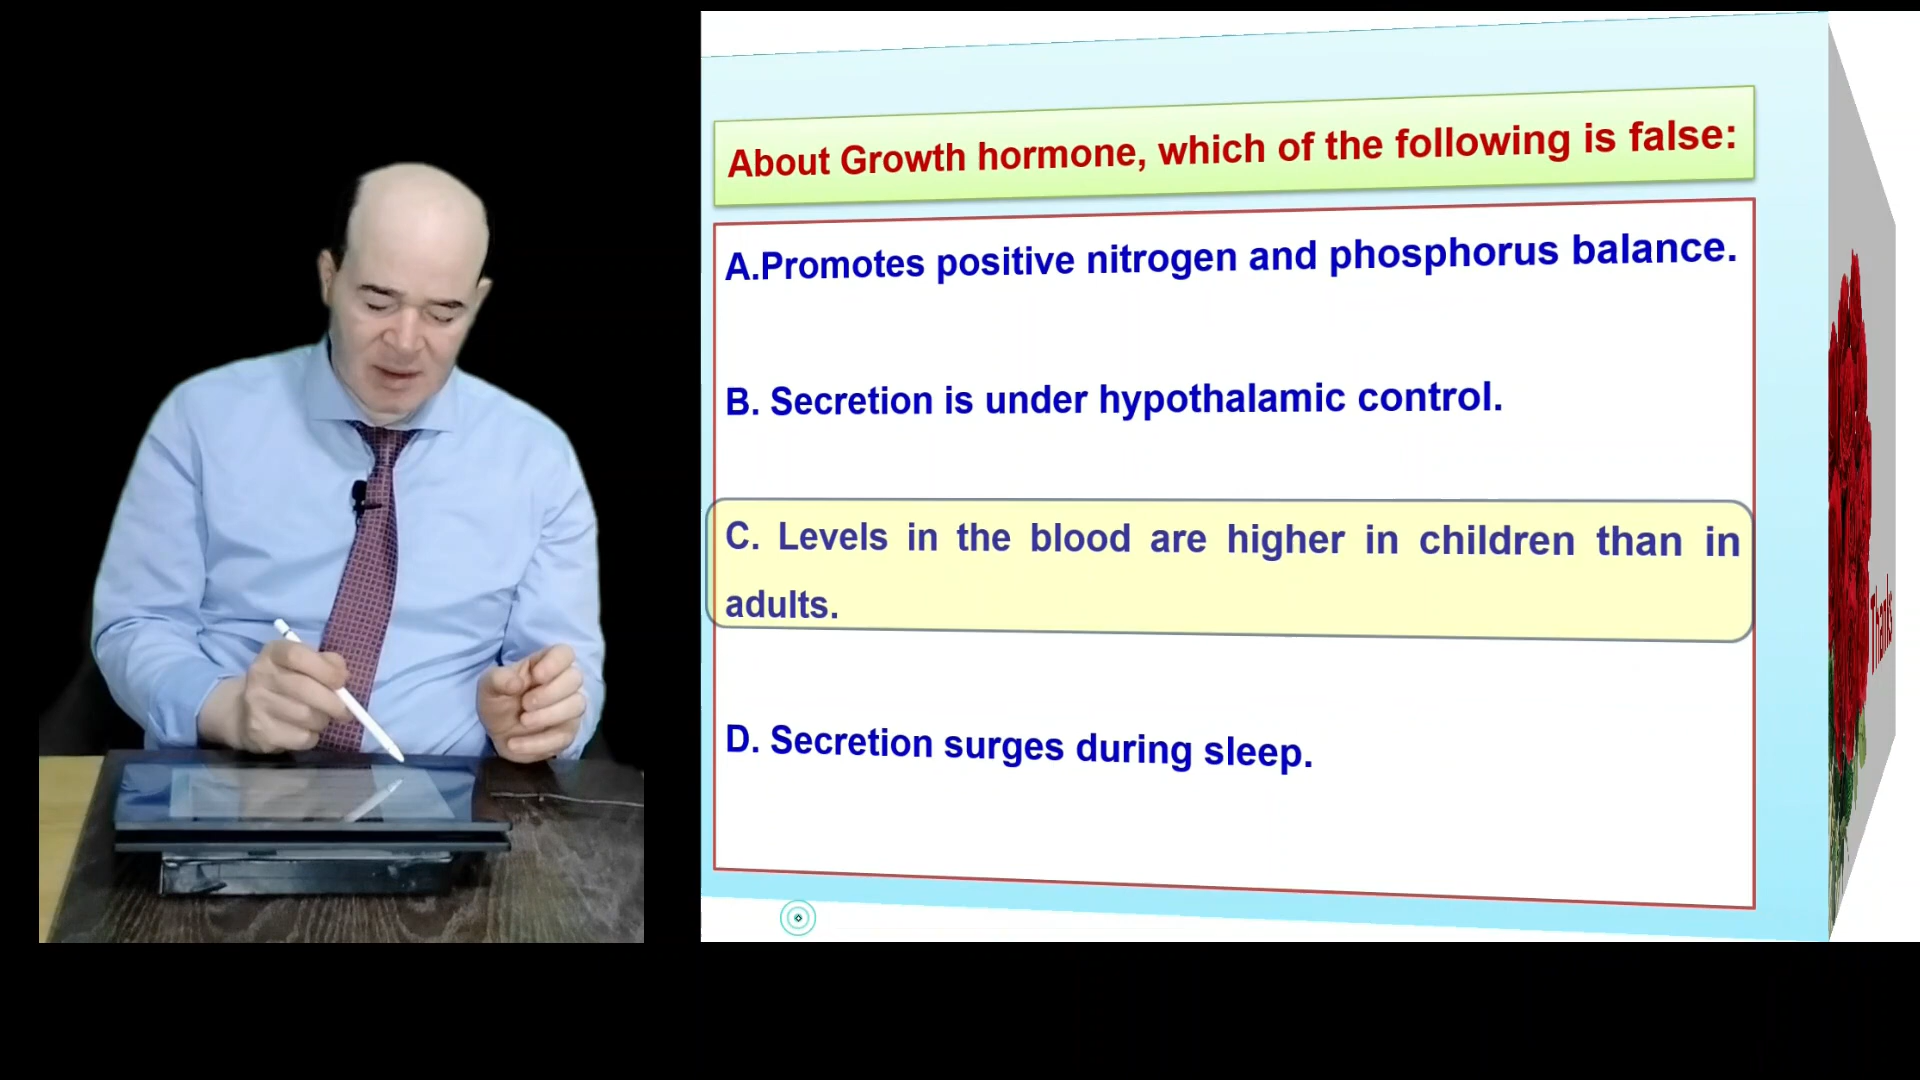 About Growth hormone, which of the following is false:
A.Promotes positive nitrogen and phosphorus balance.
B. Secretion is under hypothalamic control.
C. Levels in the blood are higher in children than in
adults.
D. Secretion surges during sleep.
Thanks